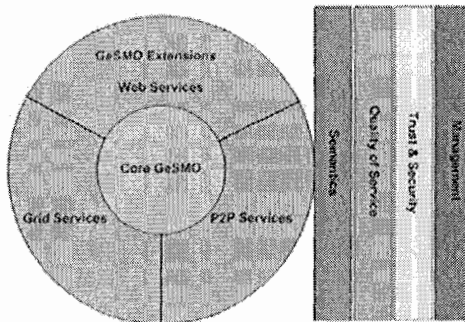 GeSMO Extensions
Web Services
Core GeSMO
Grid Services
P2P Services
Semantics
Quality of Service
Trust & Security
Management